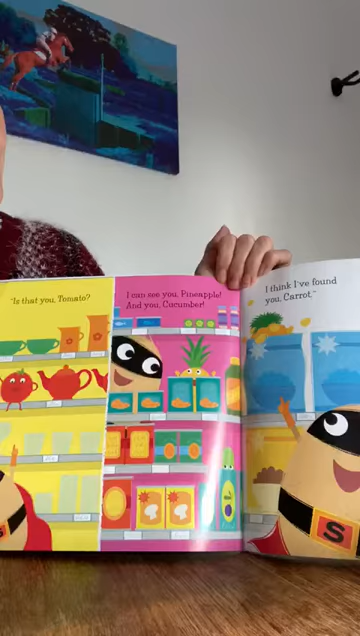 "Is that you, Tomato?
I can see you, Pineapple!
And you, Cucumber!
I think I've found
you, Carrot."
S